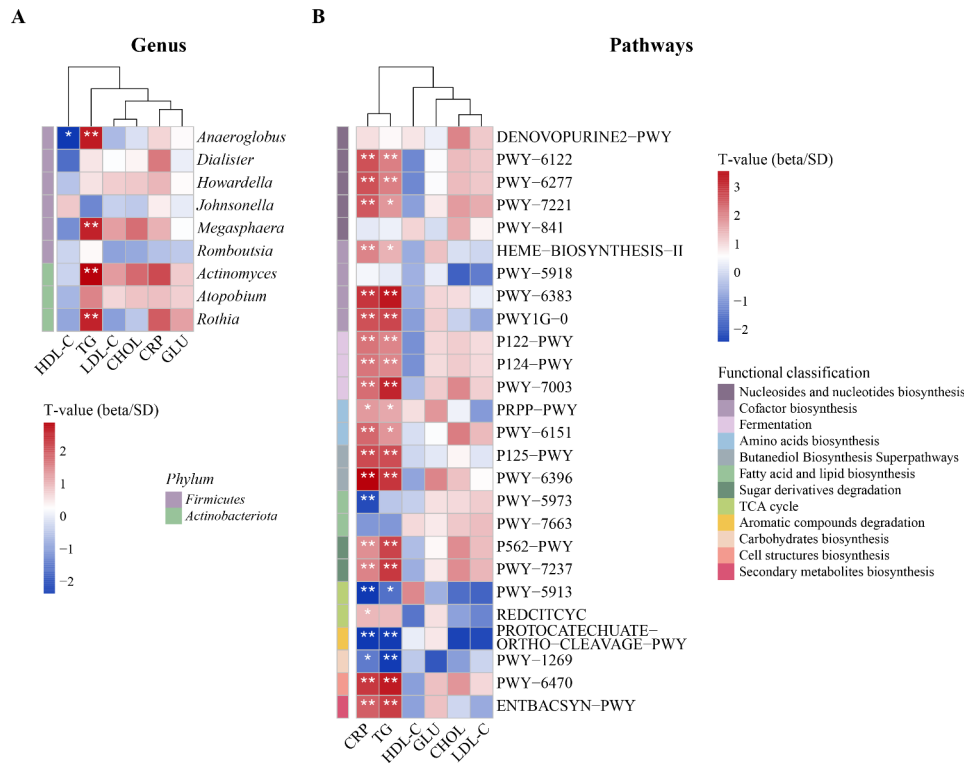 A
B
Genus
Pathways
* **
Anaeroglobus
Dialister
Howardella
Johnsonella
**
Megasphaera
Romboutsia
**
Actinomyces
Atopobium
**
Rothia
HDL-C
TG
LDL-C
CHOL
CRP
GLU
T-value (beta/SD)
2
1
0
−1
−2
Phylum
Firmicutes
Actinobacteriota
DENOVOPURINE2−PWY
** ** PWY−6122
** ** PWY−6277
** * PWY−7221
PWY−841
** * HEME−BIOSYNTHESIS−II
PWY−5918
** ** PWY−6383
** ** PWY1G−0
** ** P122−PWY
** ** P124−PWY
** ** PWY−7003
* * PRPP−PWY
** * PWY−6151
** ** P125−PWY
** ** PWY−6396
** PWY−5973
PWY−7663
** ** P562−PWY
** ** PWY−7237
** * PWY−5913
* REDCITCYC
** ** PROTOCATECHUATE−
ORTHO−CLEAVAGE−PWY
* ** PWY−1269
** ** PWY−6470
** ** ENTBACSYN−PWY
CRP
TG
HDL-C
GLU
CHOL
LDL-C
T-value (beta/SD)
3
2
1
0
−1
−2
Functional classification
Nucleosides and nucleotides biosynthesis
Cofactor biosynthesis
Fermentation
Amino acids biosynthesis
Butanediol Biosynthesis Superpathways
Fatty acid and lipid biosynthesis
Sugar derivatives degradation
TCA cycle
Aromatic compounds degradation
Carbohydrates biosynthesis
Cell structures biosynthesis
Secondary metabolites biosynthesis